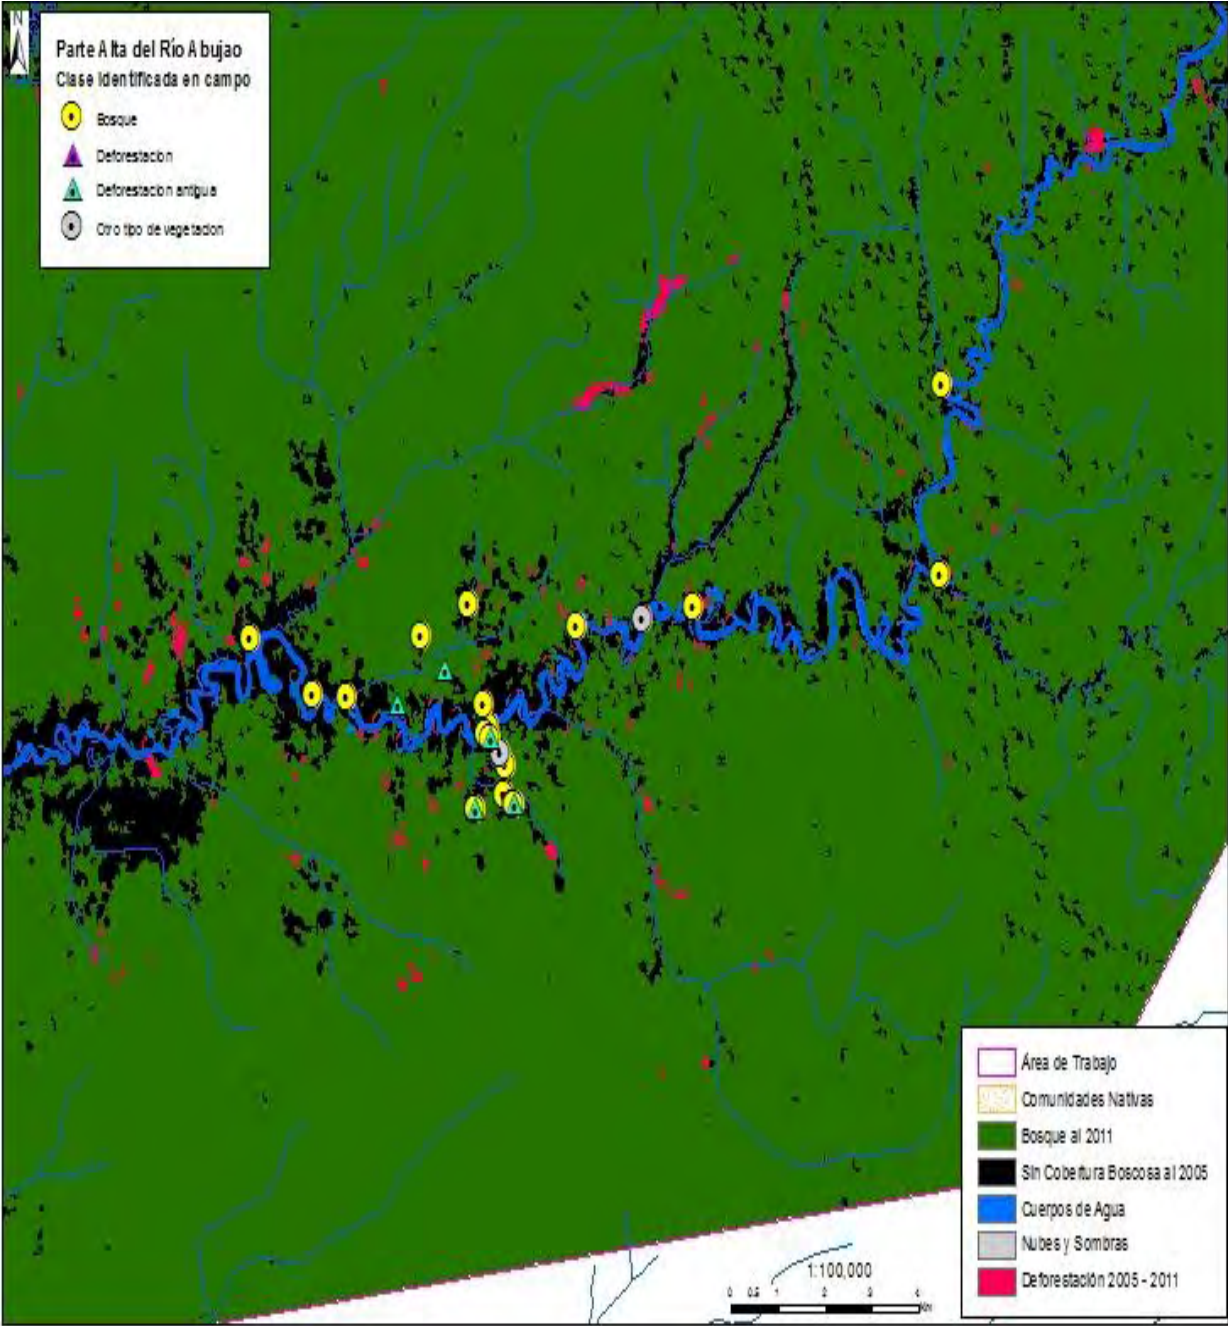 N
Parte Alta del Río Abujao
Clase Identificada en campo
Bosque
Deforestacion
Deforestacion antigua
Otro tipo de vegetacion
Área de Trabajo
Comunidades Nativas
Bosque al 2011
Sin Cobertura Boscosa al 2005
Cuerpos de Agua
Nubes y Sombras
Deforestación 2005 - 2011
1:100,000
0 0.5 1 2 3 4
Km